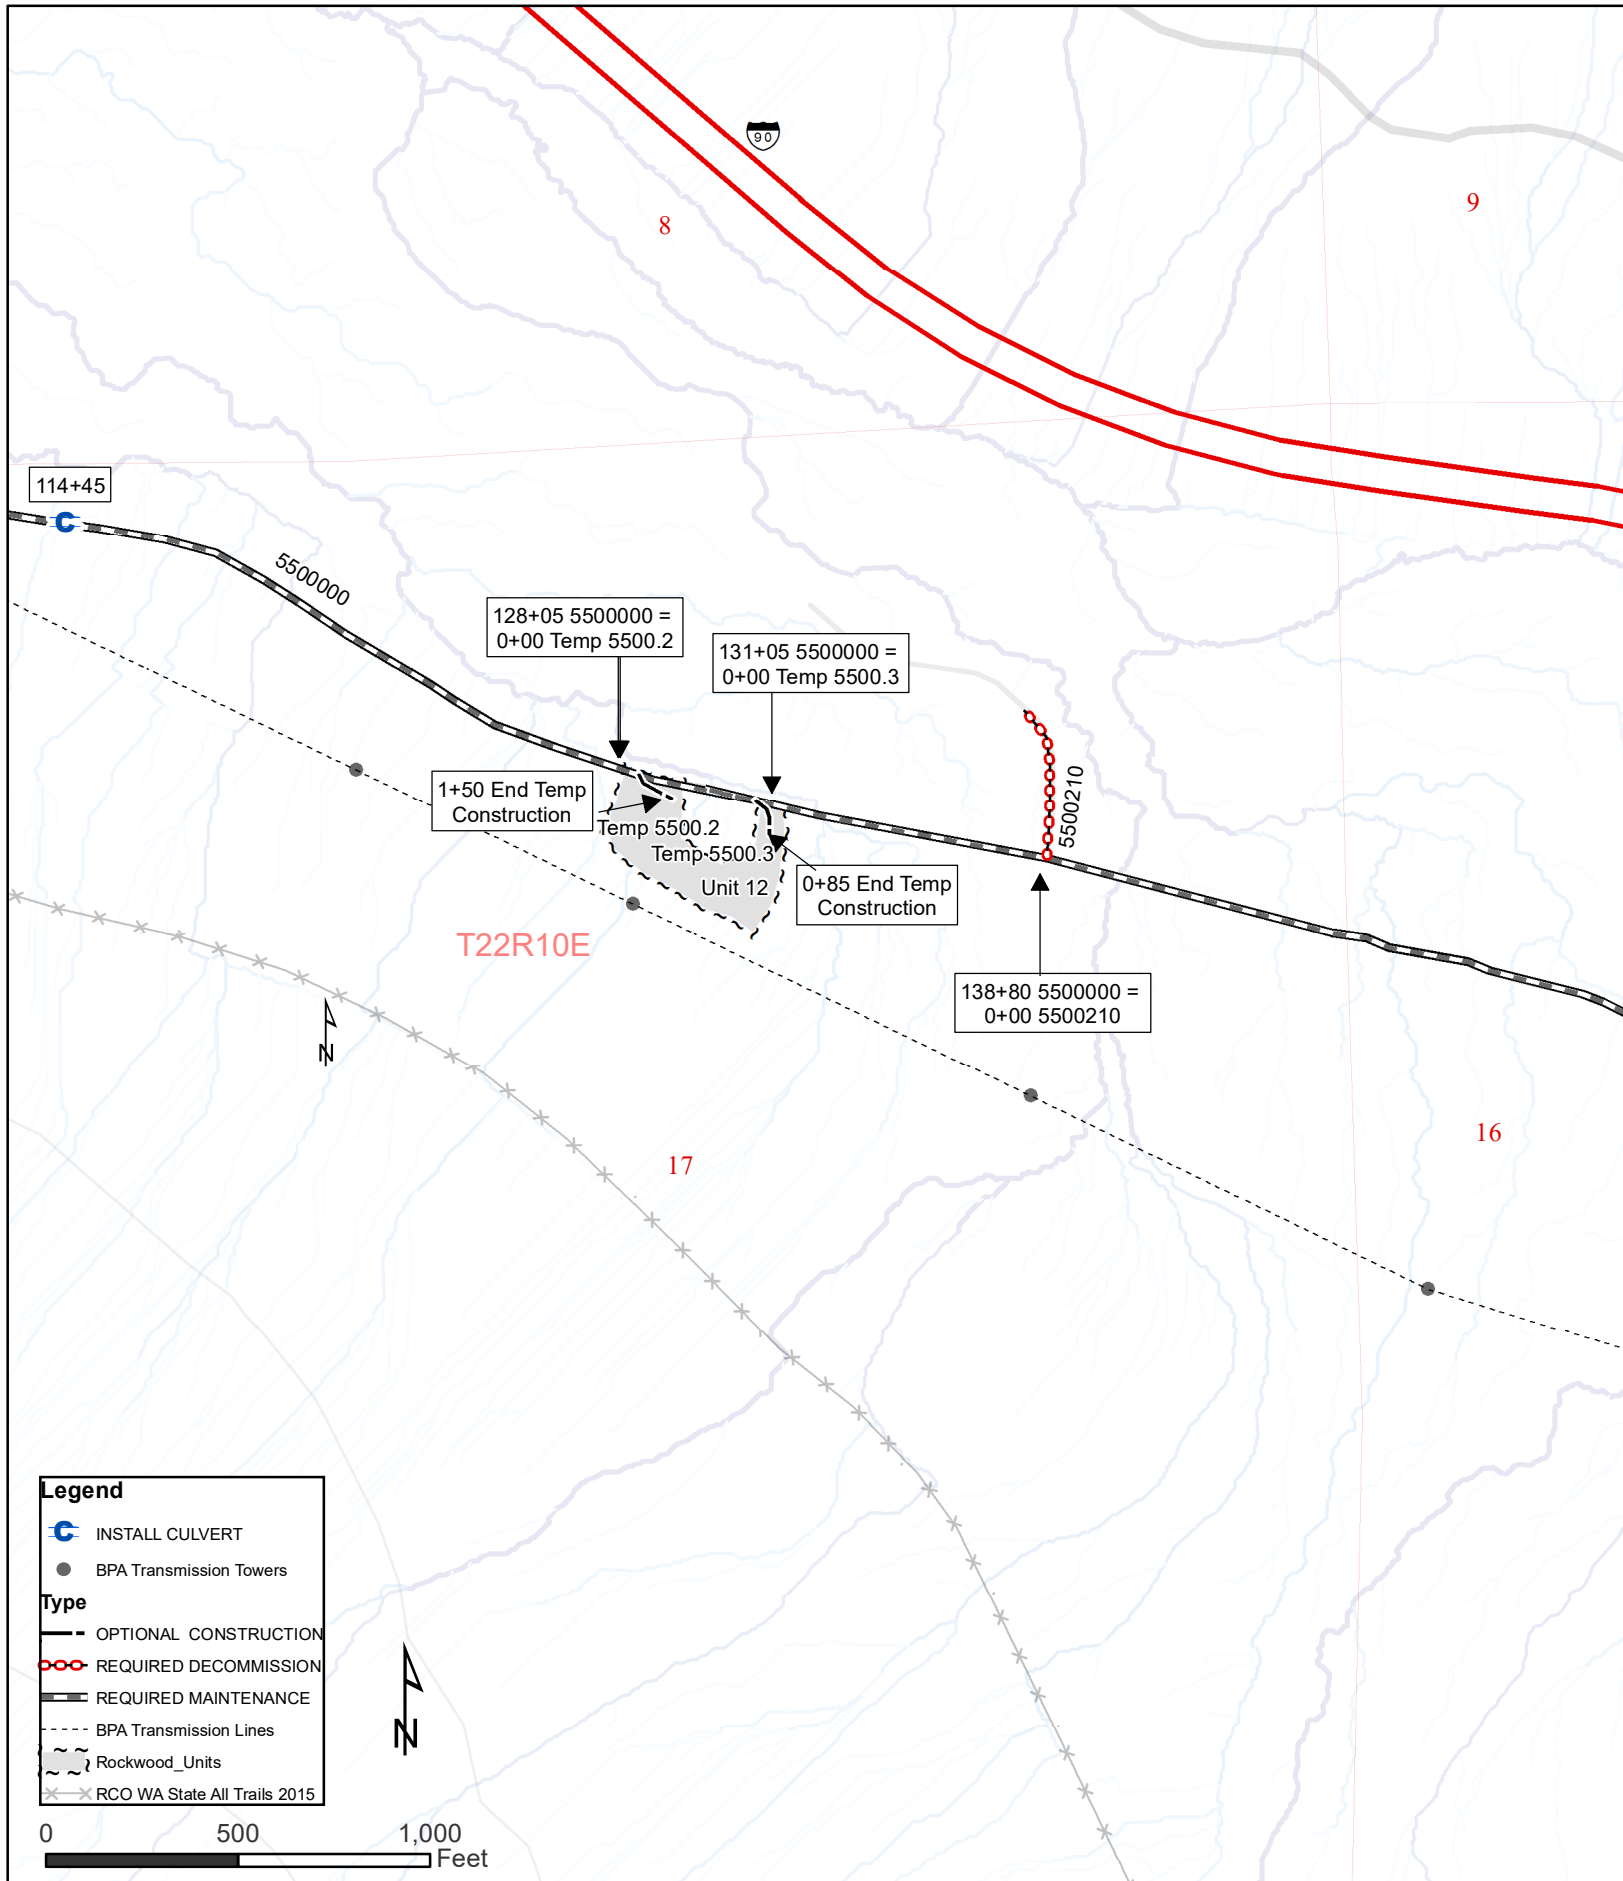 90
8
9
114+45
5500000
128+05 5500000 =
0+00 Temp 5500.2
131+05 5500000 =
0+00 Temp 5500.3
5500210
1+50 End Temp
Construction
Temp 5500.2
Temp 5500.3
Unit 12
0+85 End Temp
Construction
T22R10E
138+80 5500000 =
0+00 5500210
N
17
16
Legend
C INSTALL CULVERT
BPA Transmission Towers
Type
OPTIONAL CONSTRUCTION
REQUIRED DECOMMISSION
REQUIRED MAINTENANCE
BPA Transmission Lines
Rockwood_Units
RCO WA State All Trails 2015
N
0 500 1,000
Feet